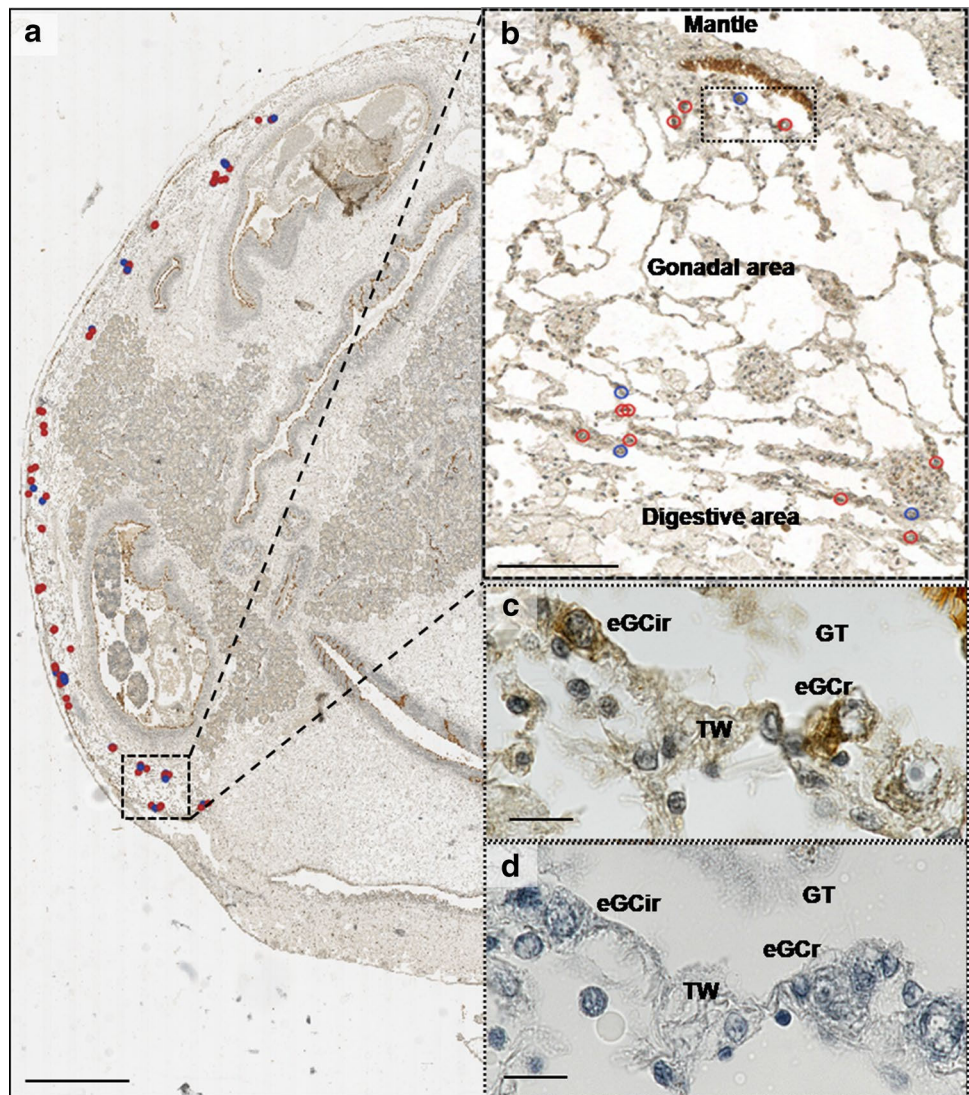 a
b
Mantle
Gonadal area
Digestive area
c
eGCir
GT
eGCr
TW
d
eGCir
GT
eGCr
TW